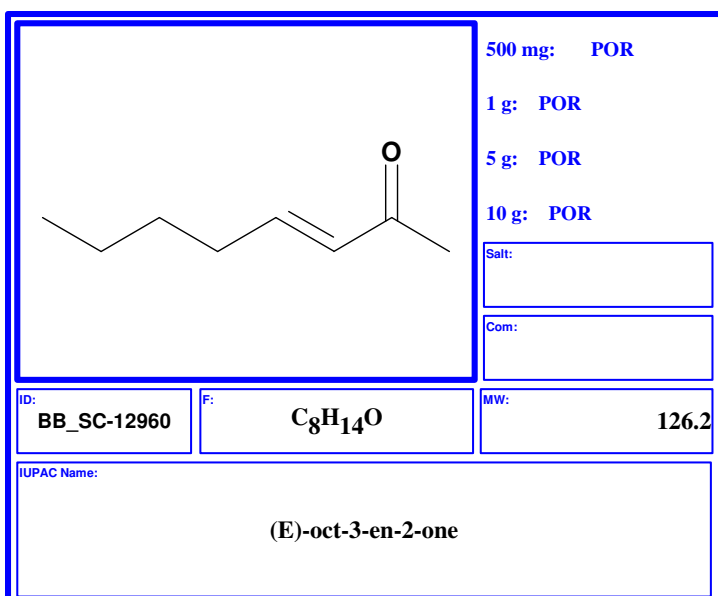 O
500 mg: POR
1 g: POR
5 g: POR
10 g: POR
Salt:
Com:
ID:
BB_SC-12960
F:
C8H14O
MW:
126.2
IUPAC Name:
(E)-oct-3-en-2-one